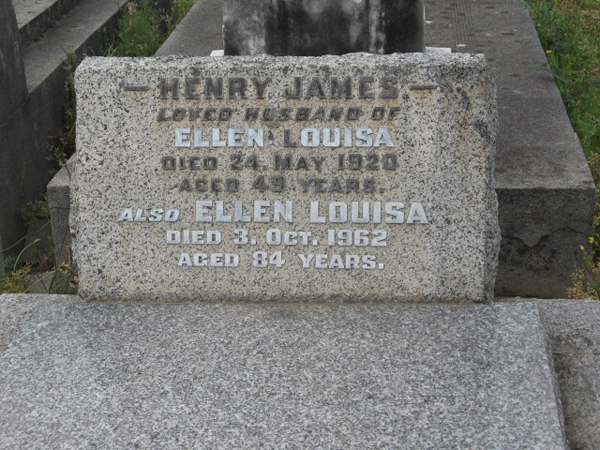 — HENRY JAMES —
LOVED HUSBAND OF
ELLEN LOUISA
DIED 24. MAY 1920
AGED 49 YEARS.
ALSO ELLEN LOUISA
DIED 3. OCT. 1962
AGED 84 YEARS.